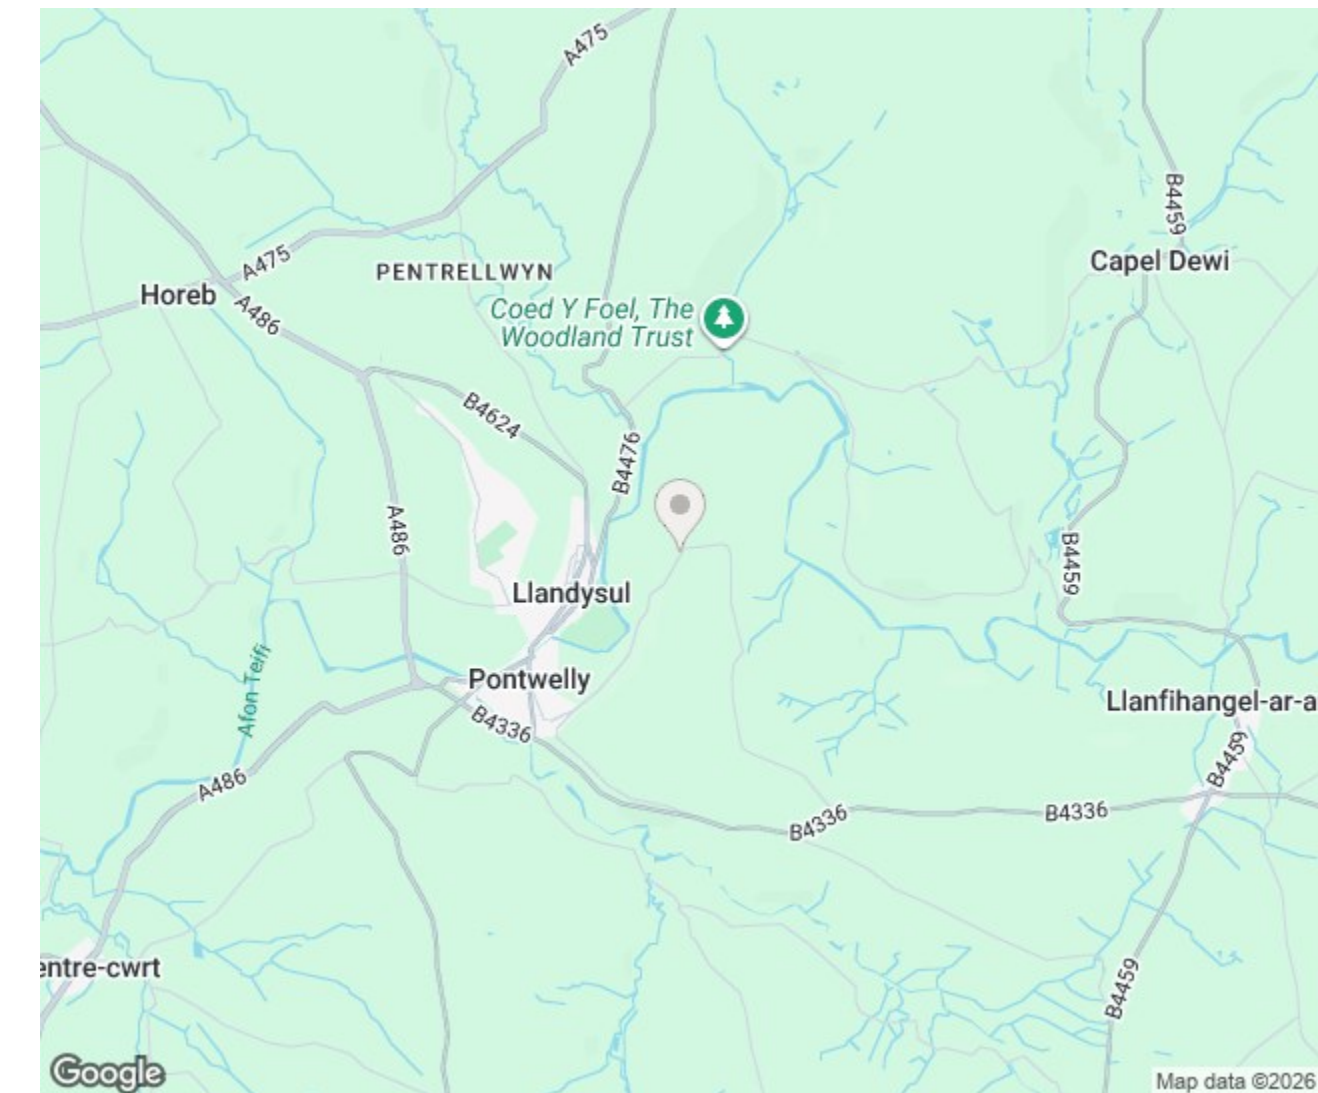 A475
B4459
Capel Dewi
A475
PENTRELLWYN
Horeb
A486
Coed Y Foel, The
Woodland Trust
B4624
B4476
A486
B4459
Llandysul
Afon Teifi
Pontwelly
Llanfihangel-ar-a
B4336
B4459
A486
B4336
B4336
entre-cwrt
B4459
Google
Map data ©2026